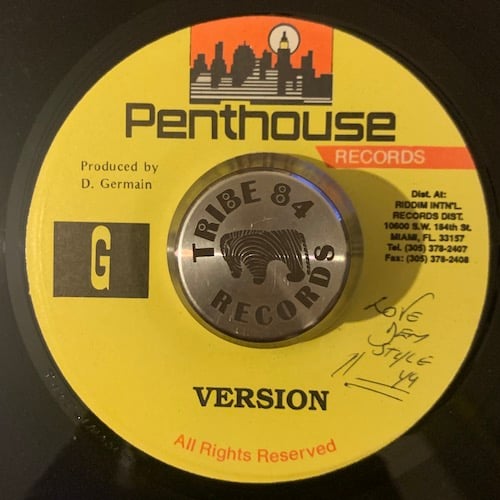 Penthouse
RECORDS
Produced by
D. Germain
Dist. At:
RIDDIM INT'L.
RECORDS DIST.
10600 S.W. 184th St.
MIAMI, FL. 33157
Tel. (305) 378-2407
Fax: (305) 378-2408
G
TRIBE 84
RECORDS
LOVE
DEM
STYLE
VERSION
All Rights Reserved